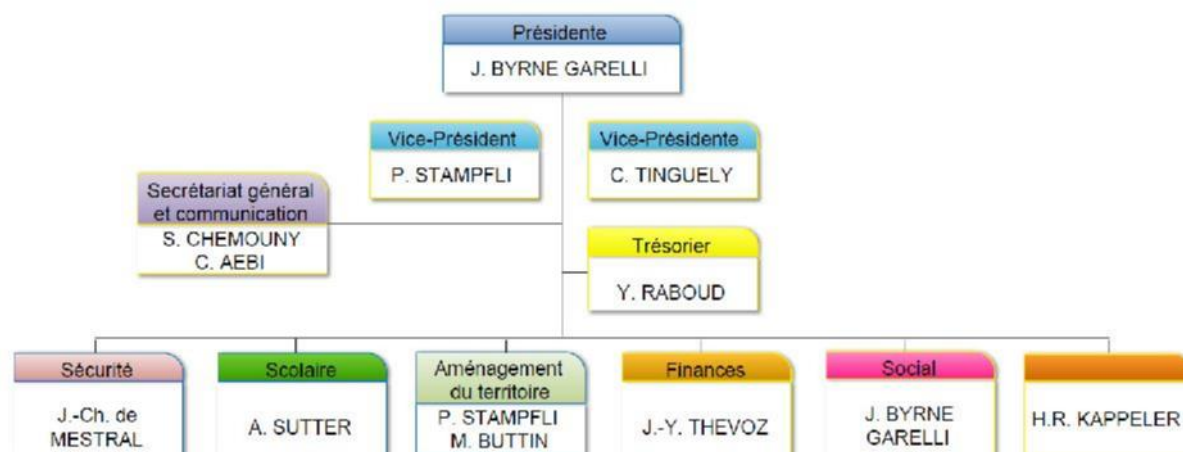 Présidente
J. BYRNE GARELLI
Vice-Président
P. STAMPFLI
Vice-Présidente
C. TINGUELY
Secrétariat général
et communication
S. CHEMOUNY
C. AEBI
Trésorier
Y. RABOUD
Sécurité
J.-Ch. de
MESTRAL
Scolaire
A. SUTTER
Aménagement
du territoire
P. STAMPFLI
M. BUTTIN
Finances
J.-Y. THEVOZ
Social
J. BYRNE
GARELLI
H.R. KAPPELER